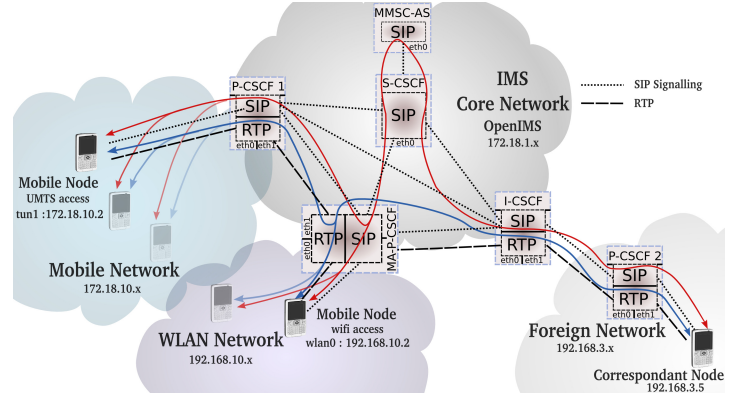 MMSC-AS
SIP
eth0
IMS
Core Network
OpenIMS
172.18.1.x
SIP Signalling
RTP
P-CSCF 1
SIP
RTP
eth0 eth1
S-CSCF
SIP
eth0
Mobile Node
UMTS access
tun1 :172.18.10.2
Mobile Network
172.18.10.x
eth0 eth1
RTP
SIP
MA-P-CSCF
I-CSCF
SIP
RTP
eth0 eth1
P-CSCF 2
SIP
RTP
eth0 eth1
WLAN Network
192.168.10.x
Mobile Node
wifi access
wlan0 : 192.168.10.2
Foreign Network
192.168.3.x
Correspondant Node
192.168.3.5